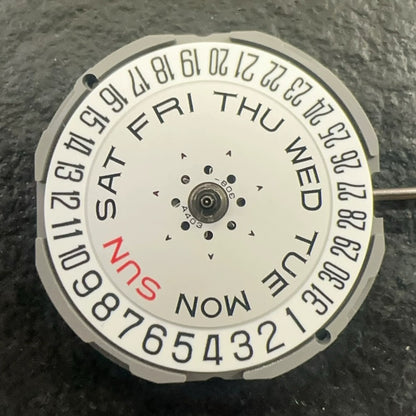 1 2 3 4 5 6 7 8 9 10 11 12 13 14 15 16 17 18 19 20 21 22 23 24 25 26 27 28 29 30 31
SUN MON TUE WED THU FRI SAT
A403